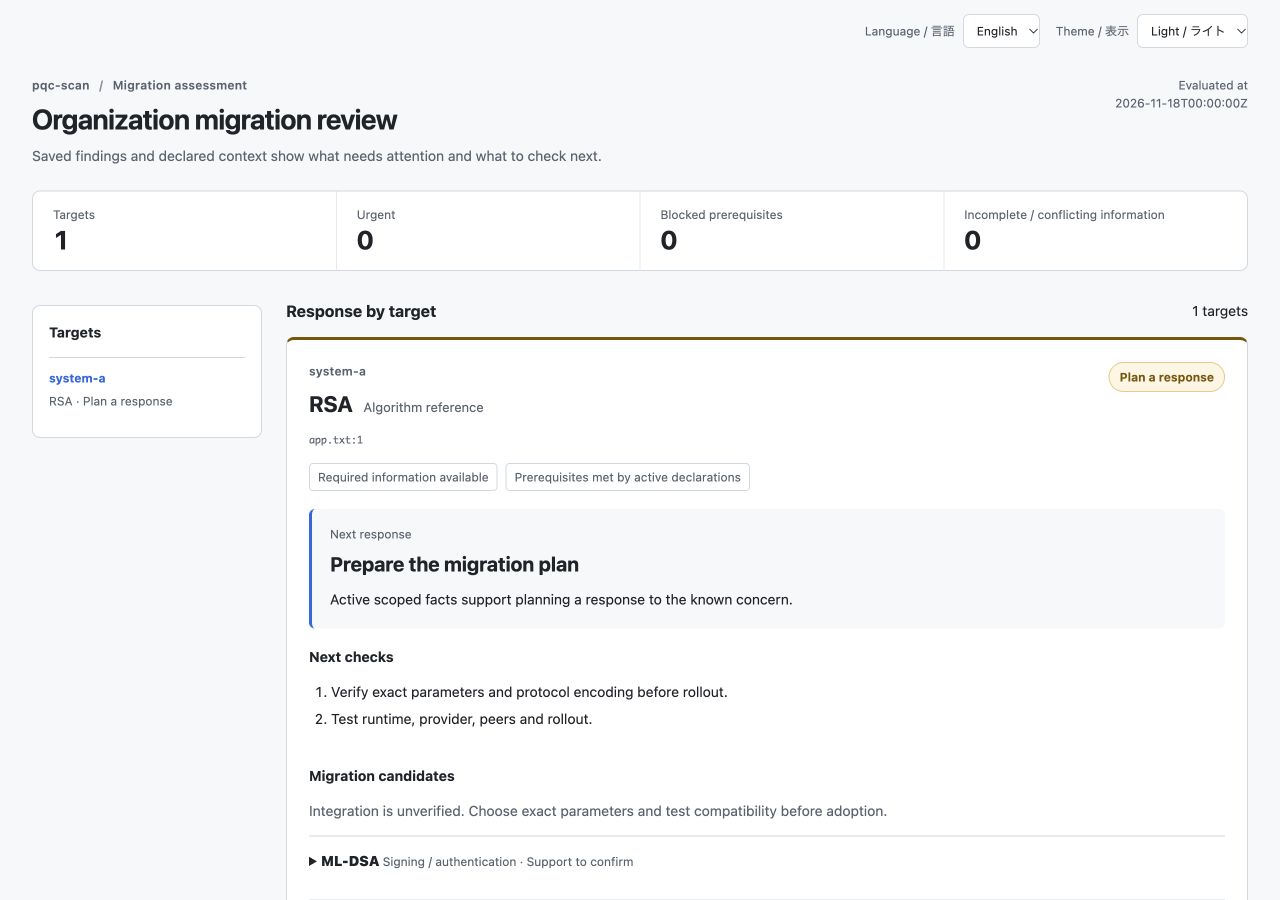 Language / 言語 English Theme / 表示 Light / ライト
pqc-scan / Migration assessment
Evaluated at
2026-11-18T00:00:00Z
Organization migration review
Saved findings and declared context show what needs attention and what to check next.
Targets
1
Urgent
0
Blocked prerequisites
0
Incomplete / conflicting information
0
Targets
system-a
RSA · Plan a response
Response by target
1 targets
system-a
Plan a response
RSA Algorithm reference
app.txt:1
Required information available
Prerequisites met by active declarations
Next response
Prepare the migration plan
Active scoped facts support planning a response to the known concern.
Next checks
1. Verify exact parameters and protocol encoding before rollout.
2. Test runtime, provider, peers and rollout.
Migration candidates
Integration is unverified. Choose exact parameters and test compatibility before adoption.
ML-DSA Signing / authentication · Support to confirm